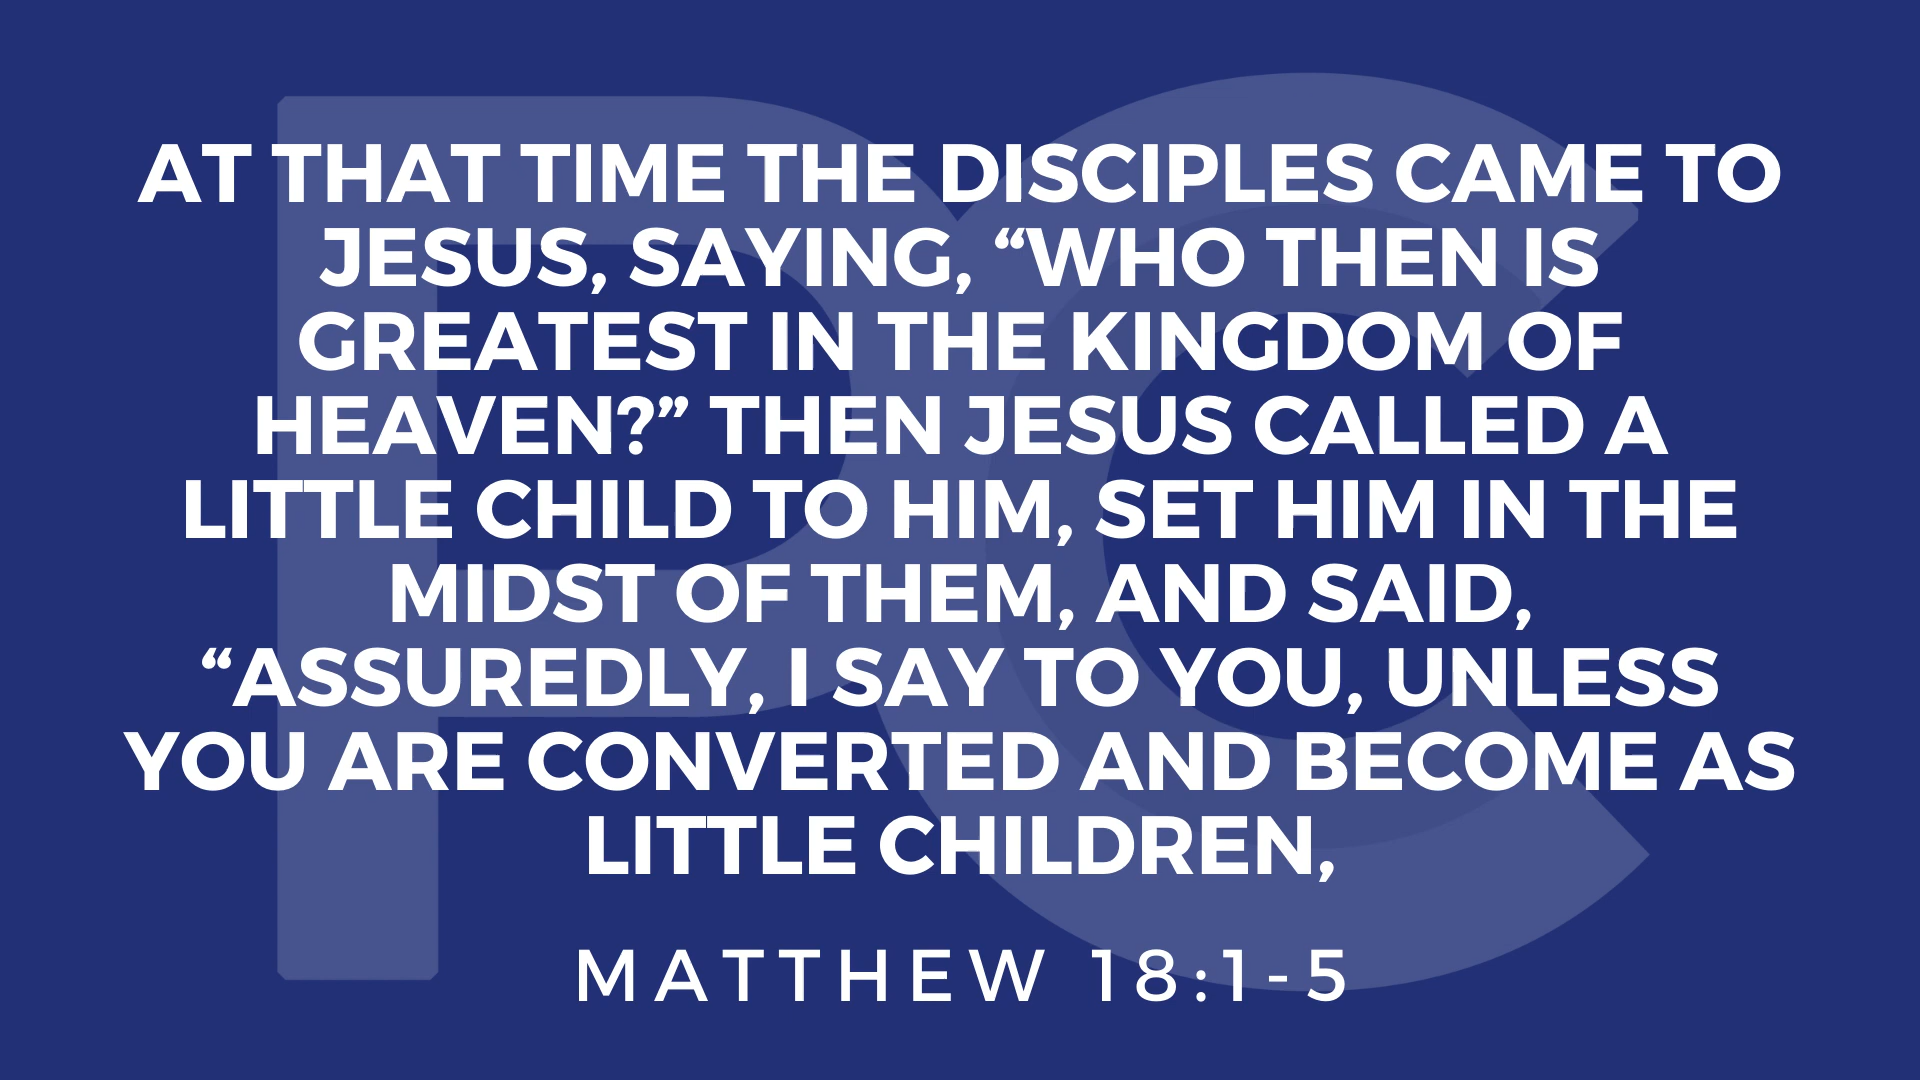 AT THAT TIME THE DISCIPLES CAME TO
JESUS, SAYING, “WHO THEN IS
GREATEST IN THE KINGDOM OF
HEAVEN?” THEN JESUS CALLED A
LITTLE CHILD TO HIM, SET HIM IN THE
MIDST OF THEM, AND SAID,
“ASSUREDLY, I SAY TO YOU, UNLESS
YOU ARE CONVERTED AND BECOME AS
LITTLE CHILDREN,
MATTHEW 18:1-5
PC